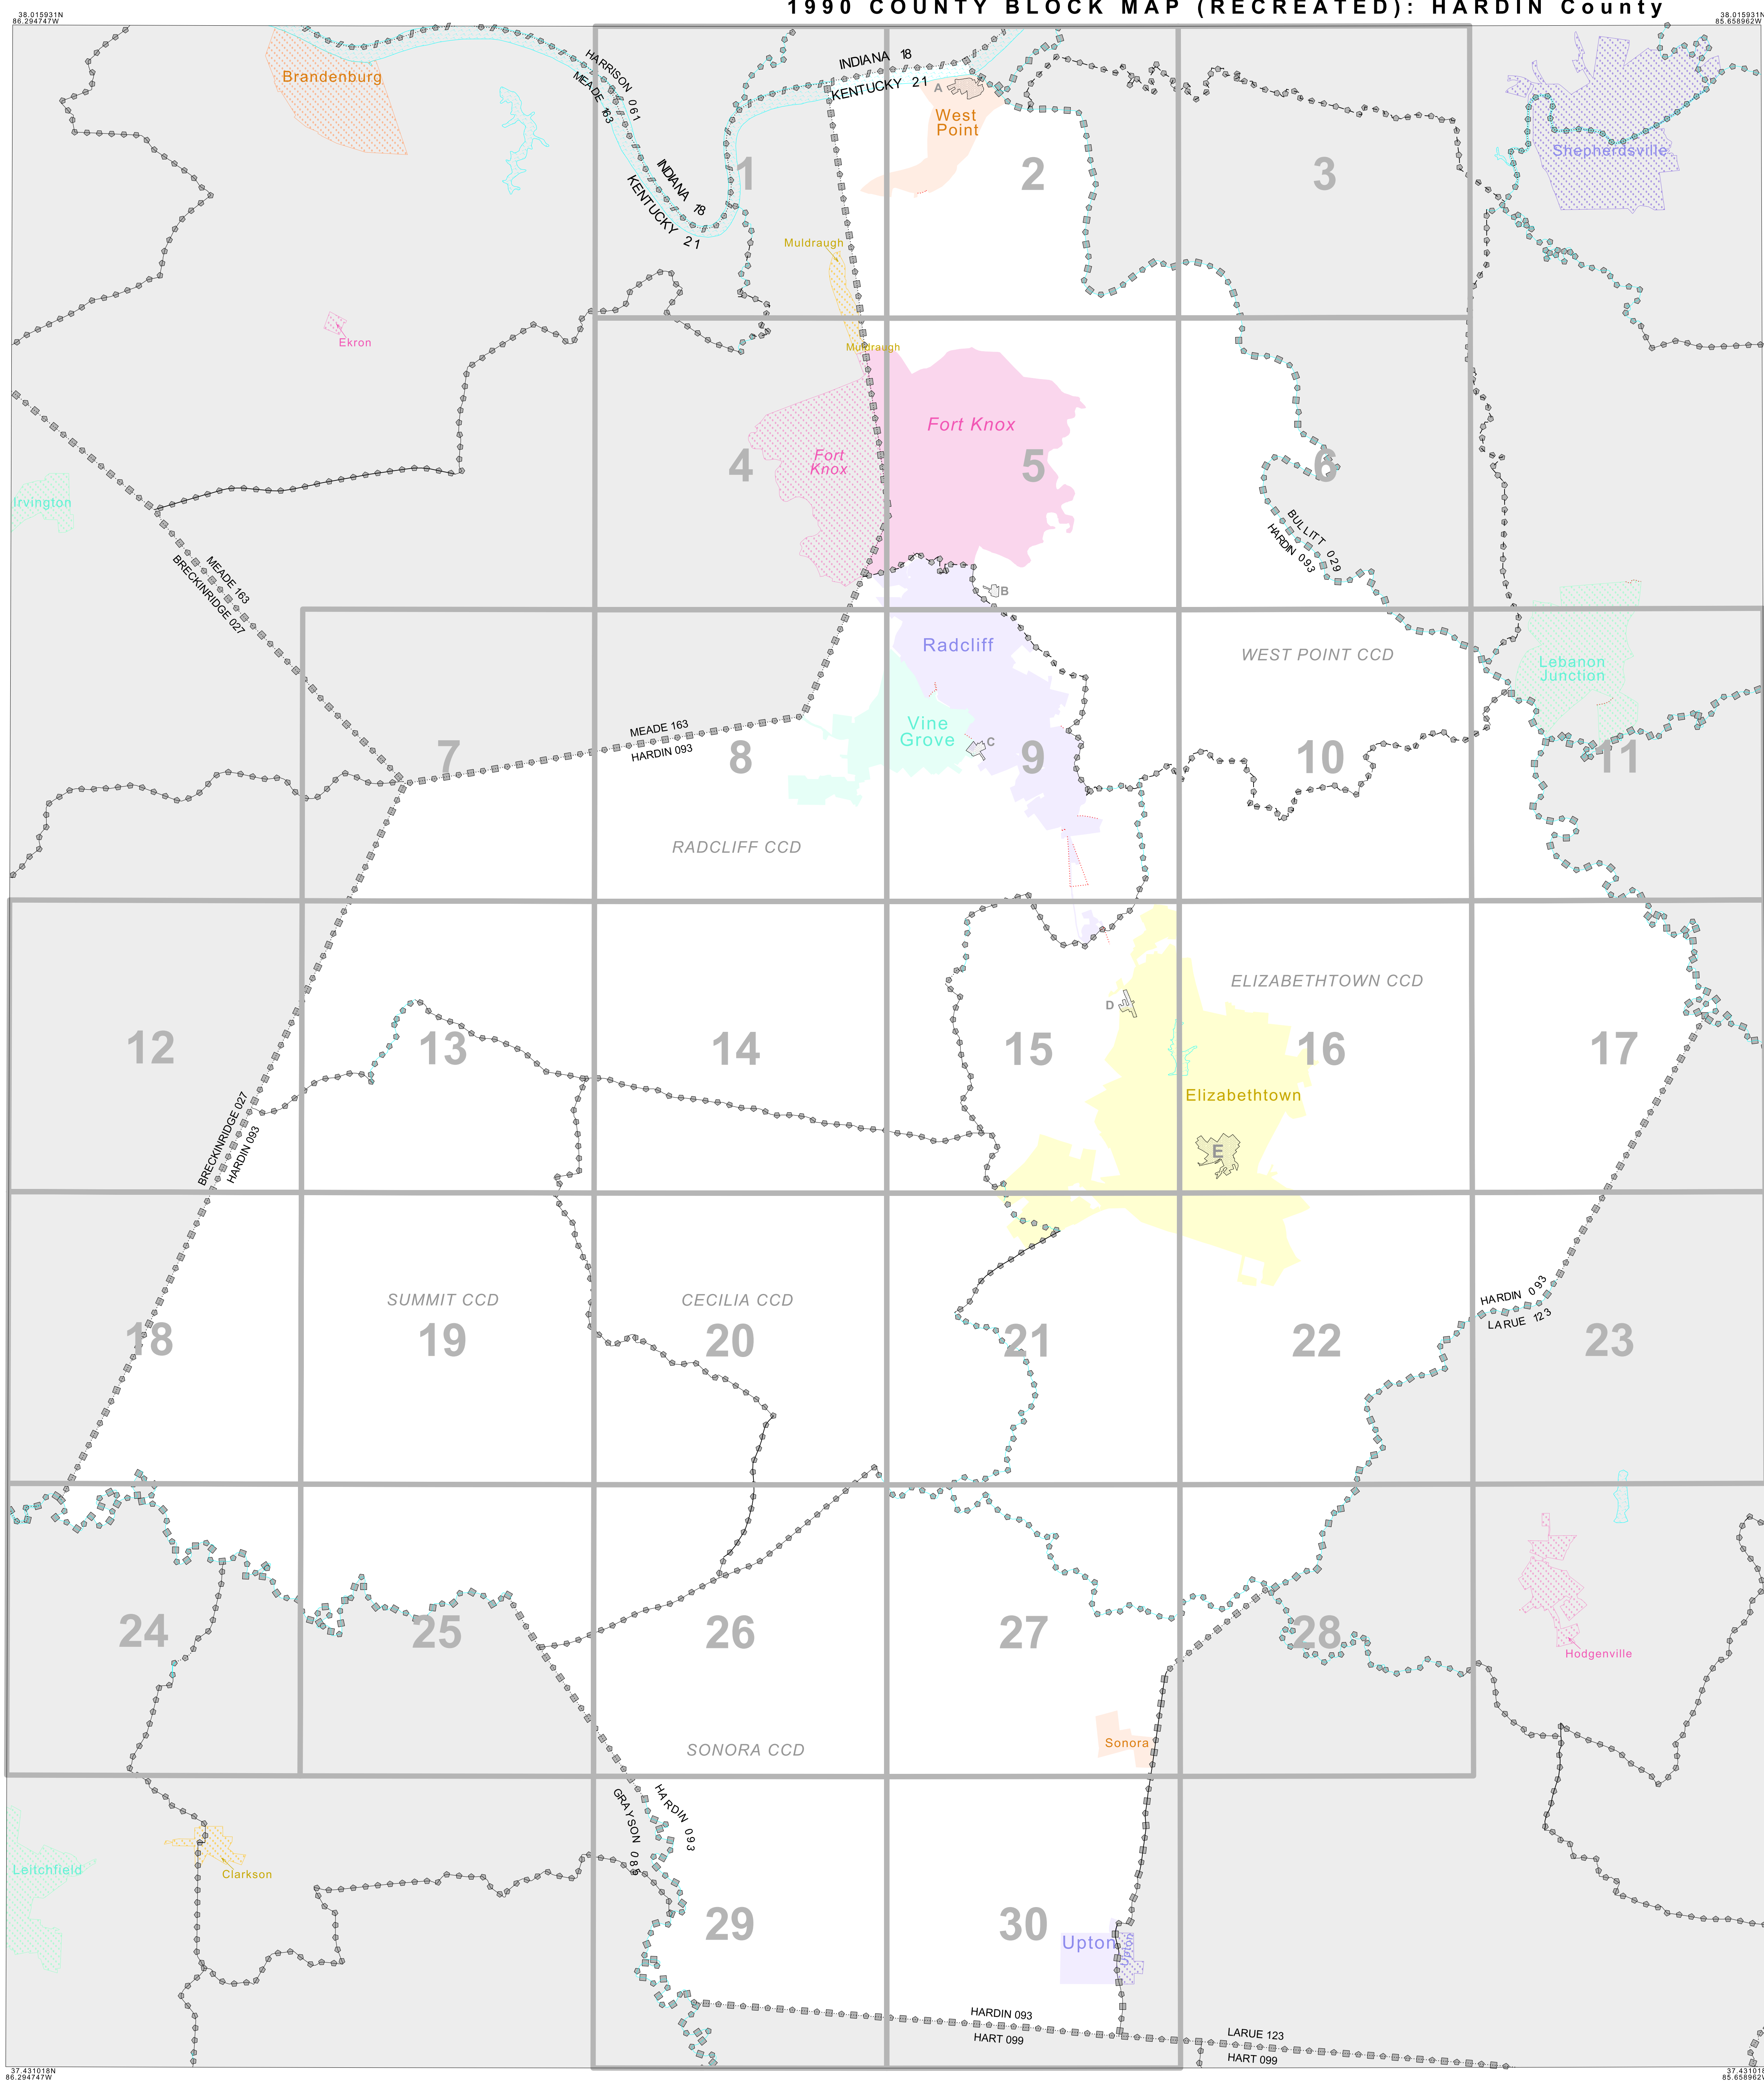 1990 COUNTY BLOCK MAP (RECREATED): HARDIN County
38.015931N
86.294747W
38.015931N
85.658962W
Brandenburg
HARRISON 061
MEADE 163
INDIANA 18
KENTUCKY 21
A
West
Point
Shepherdsville
INDIANA 18
KENTUCKY 21
1
2
3
Muldraugh
Ekron
Muldraugh
Fort Knox
Fort
Knox
4
5
6
Irvington
BULLITT 029
HARDIN 093
MEADE 163
BRECKINRIDGE 027
B
Radcliff
WEST POINT CCD
Lebanon
Junction
Vine
Grove
C
MEADE 163
HARDIN 093
7
8
9
10
11
RADCLIFF CCD
ELIZABETHTOWN CCD
D
12
13
14
15
16
17
Elizabethtown
BRECKINRIDGE 027
HARDIN 093
E
SUMMIT CCD
CECILIA CCD
HARDIN 093
LARUE 123
18
19
20
21
22
23
24
25
26
27
28
Hodgenville
Sonora
SONORA CCD
HARDIN 093
GRAYSON 085
Leitchfield
Clarkson
29
30
Upton
Upton
HARDIN 093
HART 099
LARUE 123
HART 099
37.431018N
86.294747W
37.431018
85.658962W